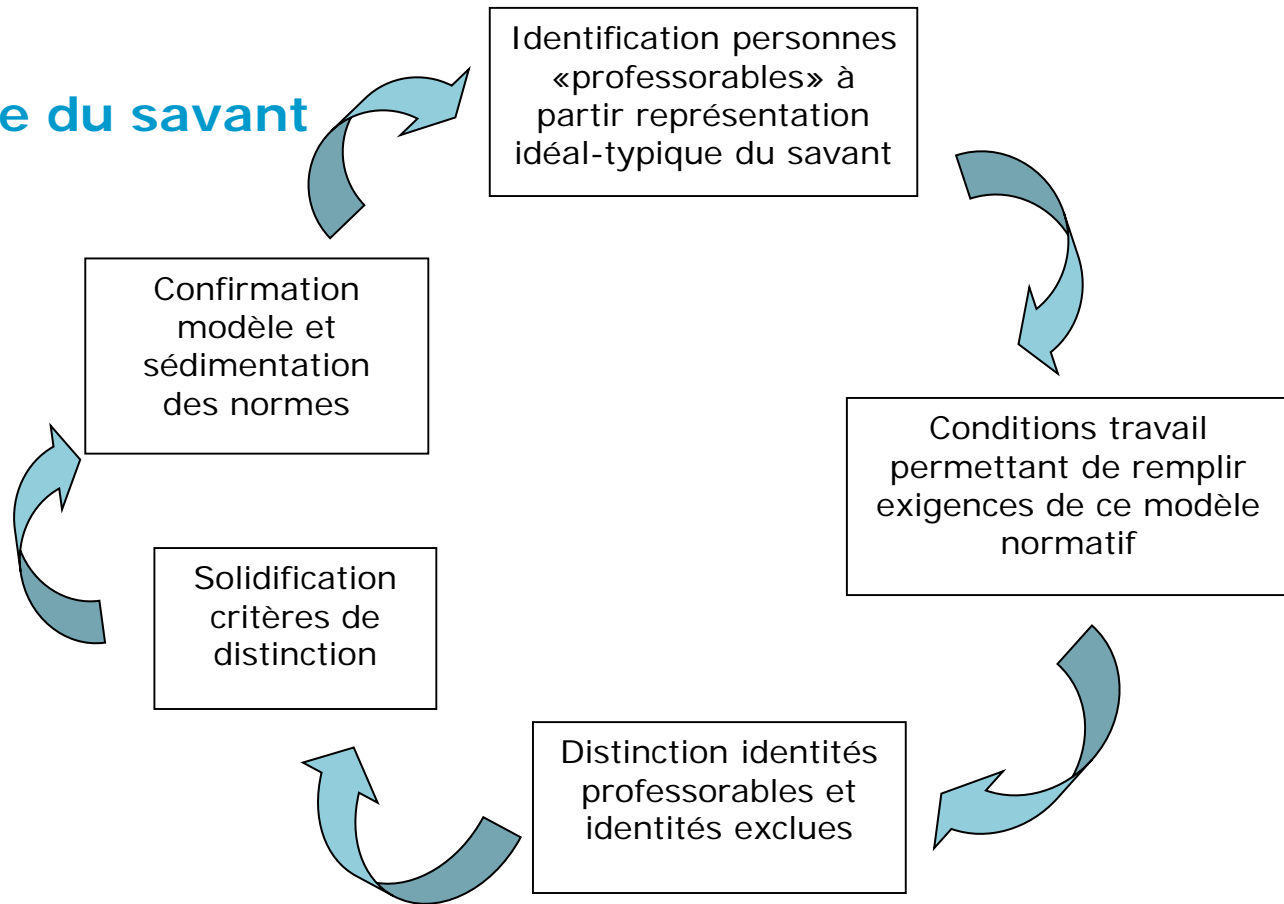 e du savant
Identification personnes
«professorables» à
partir représentation
idéal-typique du savant
Conditions travail
permettant de remplir
exigences de ce modèle
normatif
Distinction identités
professorables et
identités exclues
Solidification
critères de
distinction
Confirmation
modèle et
sédimentation
des normes